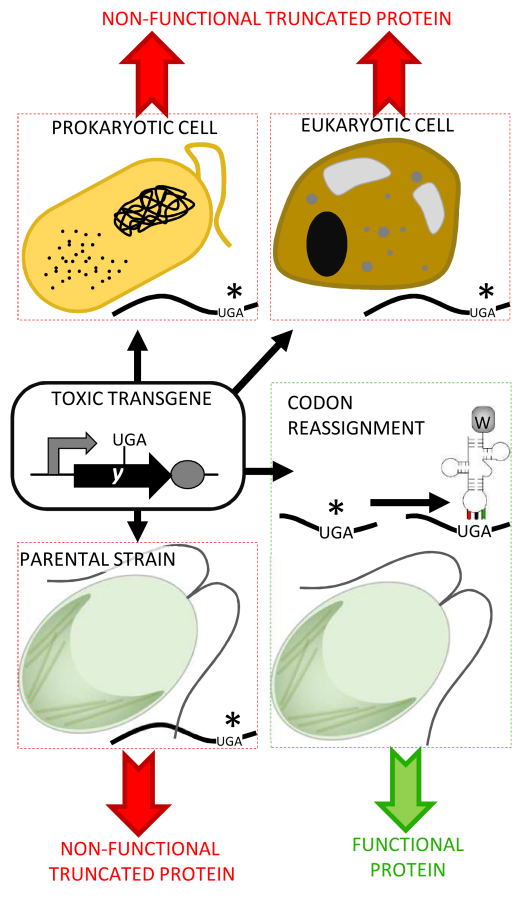 NON-FUNCTIONAL TRUNCATED PROTEIN
PROKARYOTIC CELL
*
UGA
EUKARYOTIC CELL
*
UGA
TOXIC TRANSGENE
UGA
y
CODON
REASSIGNMENT
W
*
UGA
UGA
PARENTAL STRAIN
*
UGA
NON-FUNCTIONAL
TRUNCATED PROTEIN
FUNCTIONAL
PROTEIN